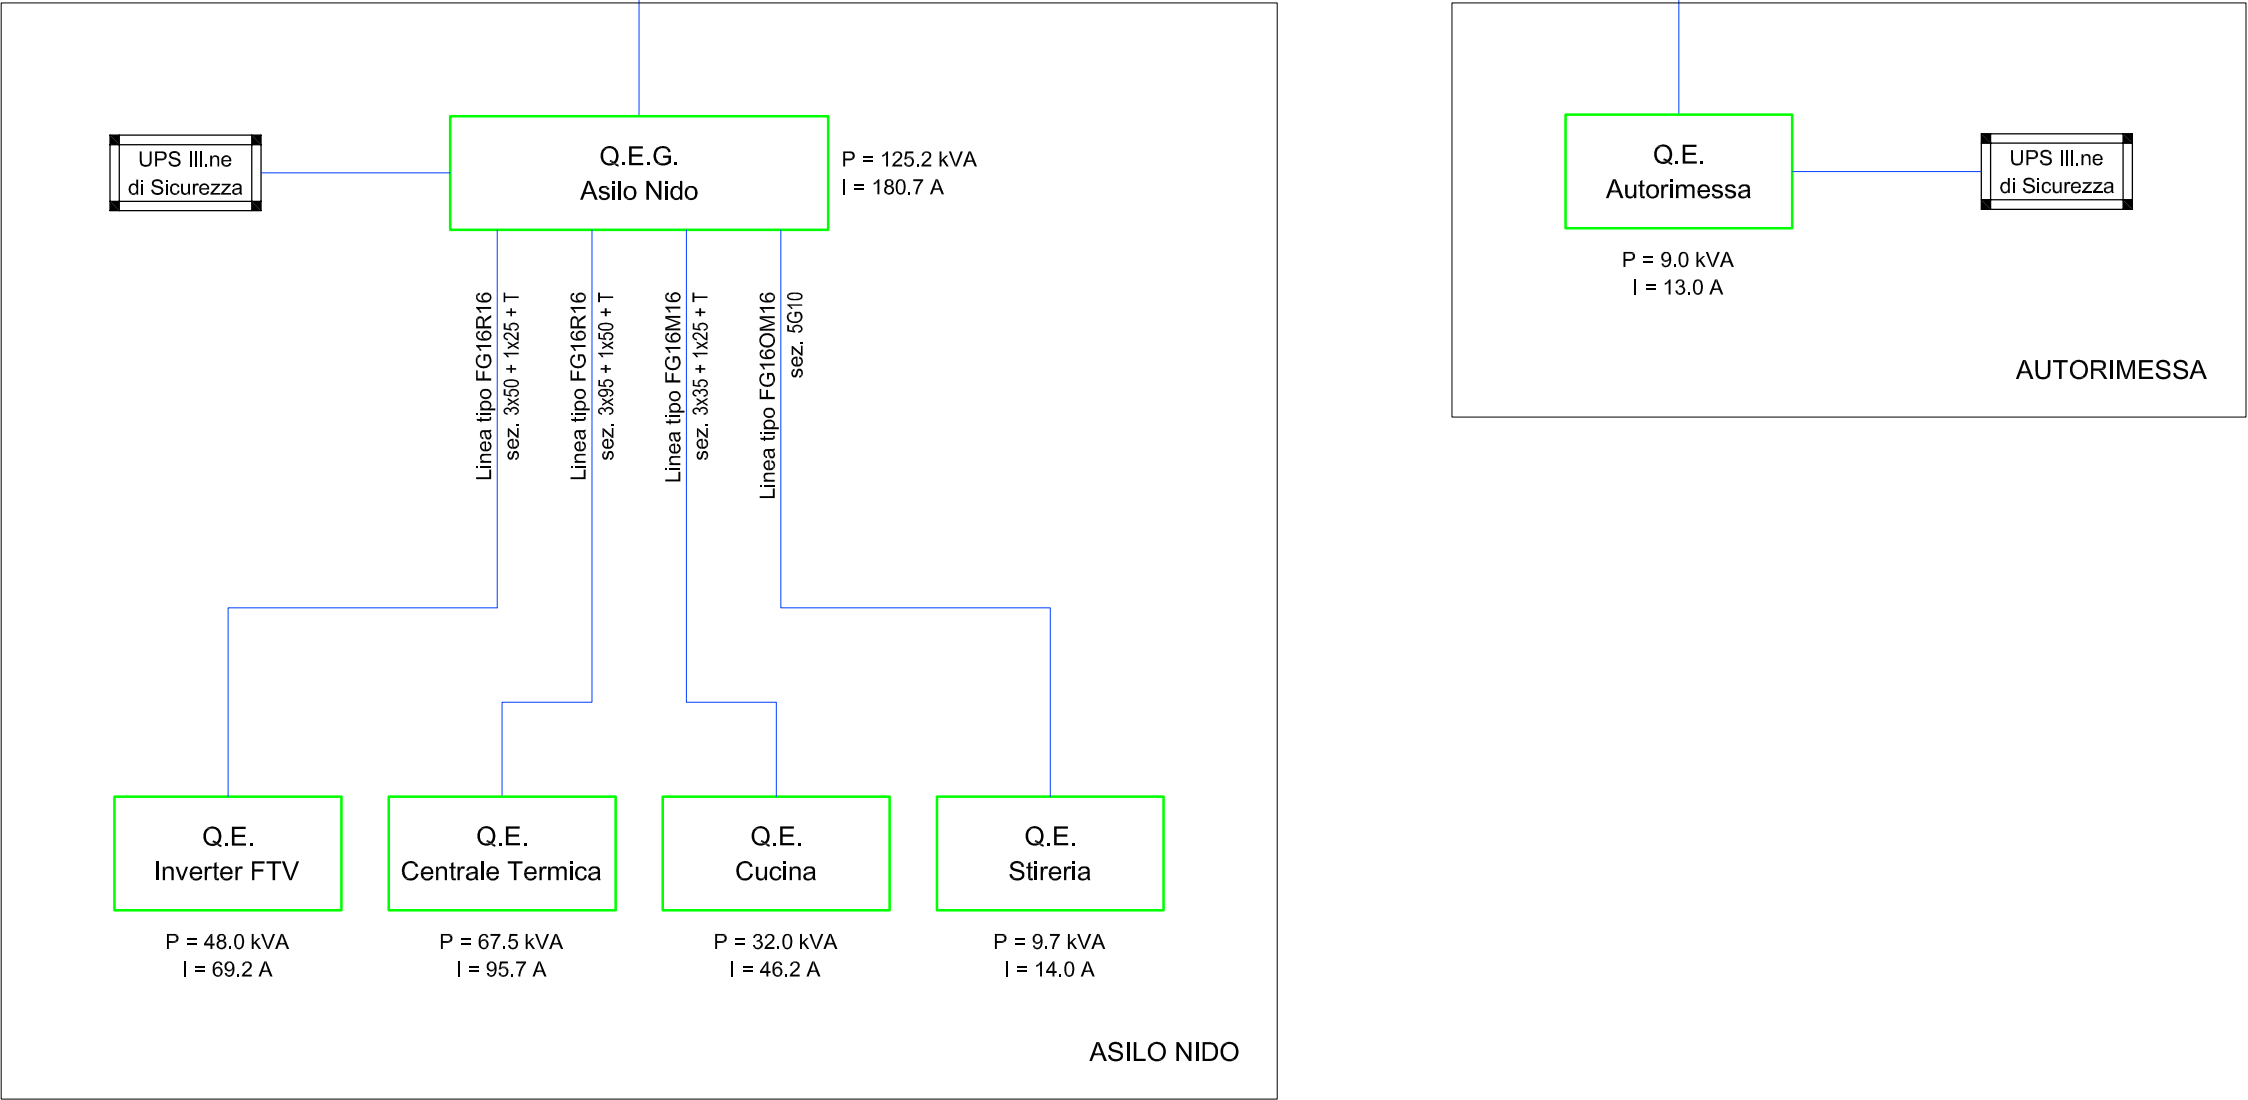 UPS Ill.ne
di Sicurezza
Q.E.G.
Asilo Nido
P = 125.2 kVA
I = 180.7 A
Linea tipo FG16R16
sez. 3x50 + 1x25 + T
Linea tipo FG16R16
sez. 3x95 + 1x50 + T
Linea tipo FG16M16
sez. 3x35 + 1x25 + T
Linea tipo FG16OM16
sez. 5G10
Q.E.
Inverter FTV
P = 48.0 kVA
I = 69.2 A
Q.E.
Centrale Termica
P = 67.5 kVA
I = 95.7 A
Q.E.
Cucina
P = 32.0 kVA
I = 46.2 A
Q.E.
Stireria
P = 9.7 kVA
I = 14.0 A
ASILO NIDO
Q.E.
Autorimessa
P = 9.0 kVA
I = 13.0 A
UPS Ill.ne
di Sicurezza
AUTORIMESSA